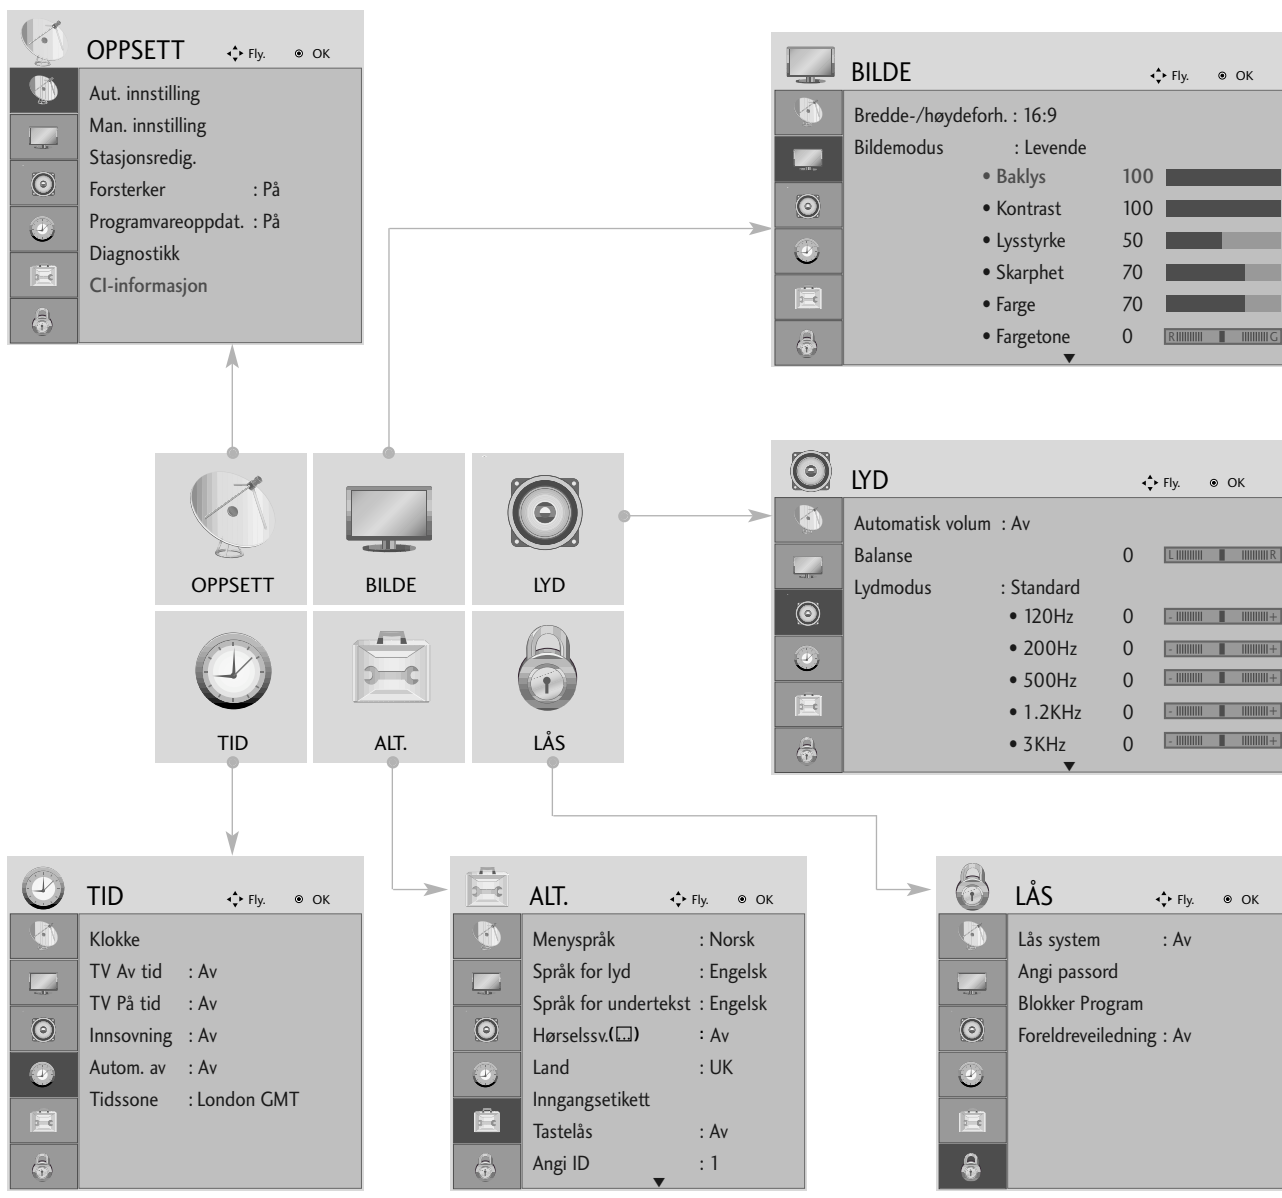 OPPSETT Fly. OK
Aut. innstilling
Man. innstilling
Stasjonsredig.
Forsterker : På
Programvareoppdat. : På
Diagnostikk
CI-informasjon
BILDE Fly. OK
Bredde-/høydeforh. : 16:9
Bildemodus : Levende
• Baklys 100
• Kontrast 100
• Lysstyrke 50
• Skarphet 70
• Farge 70
• Fargetone 0 R G
OPPSETT BILDE LYD
TID ALT. LÅS
LYD Fly. OK
Automatisk volum : Av
Balanse 0 L R
Lydmodus : Standard
• 120Hz 0 - +
• 200Hz 0 - +
• 500Hz 0 - +
• 1.2KHz 0 - +
• 3KHz 0 - +
TID Fly. OK
Klokke
TV Av tid : Av
TV På tid : Av
Innsovning : Av
Autom. av : Av
Tidssone : London GMT
ALT. Fly. OK
Menyspråk : Norsk
Språk for lyd : Engelsk
Språk for undertekst : Engelsk
Hørselssv.( ) : Av
Land : UK
Inngangsetikett
Tastelås : Av
Angi ID : 1
LÅS Fly. OK
Lås system : Av
Angi passord
Blokker Program
Foreldreveiledning : Av